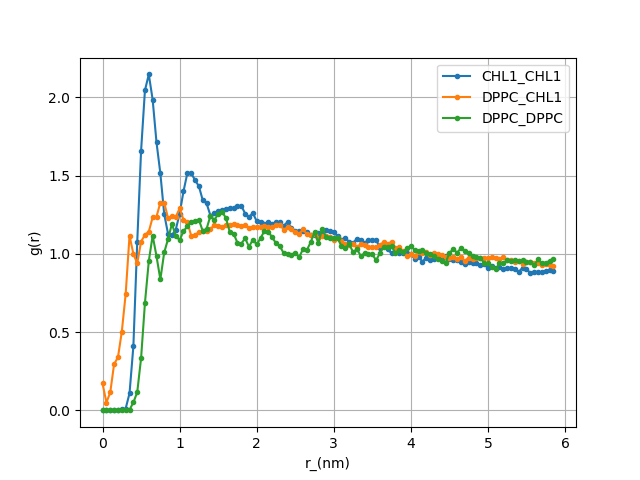 CHL1_CHL1
DPPC_CHL1
DPPC_DPPC
2.0
1.5
1.0
0.5
0.0
g(r)
0 1 2 3 4 5 6
r_(nm)